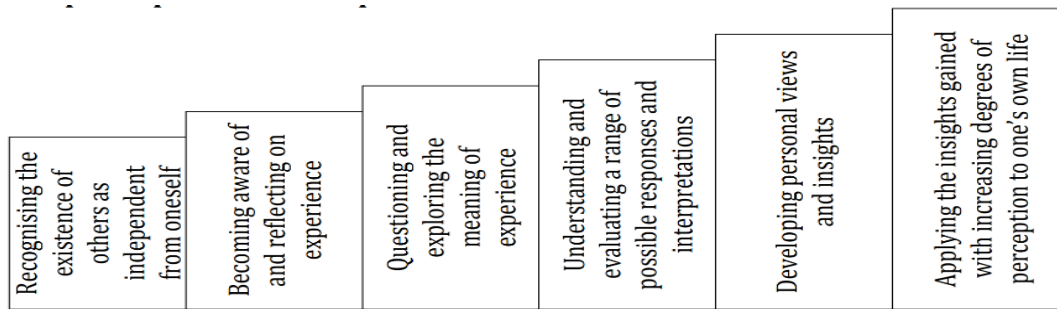 Recognising the
existence of
others as
independent
from oneself
Becoming aware of
and reflecting on
experience
Questioning and
exploring the
meaning of
experience
Understanding and
evaluating a range of
possible responses and
interpretations
Developing personal views
and insights
Applying the insights gained
with increasing degrees of
perception to one’s own life